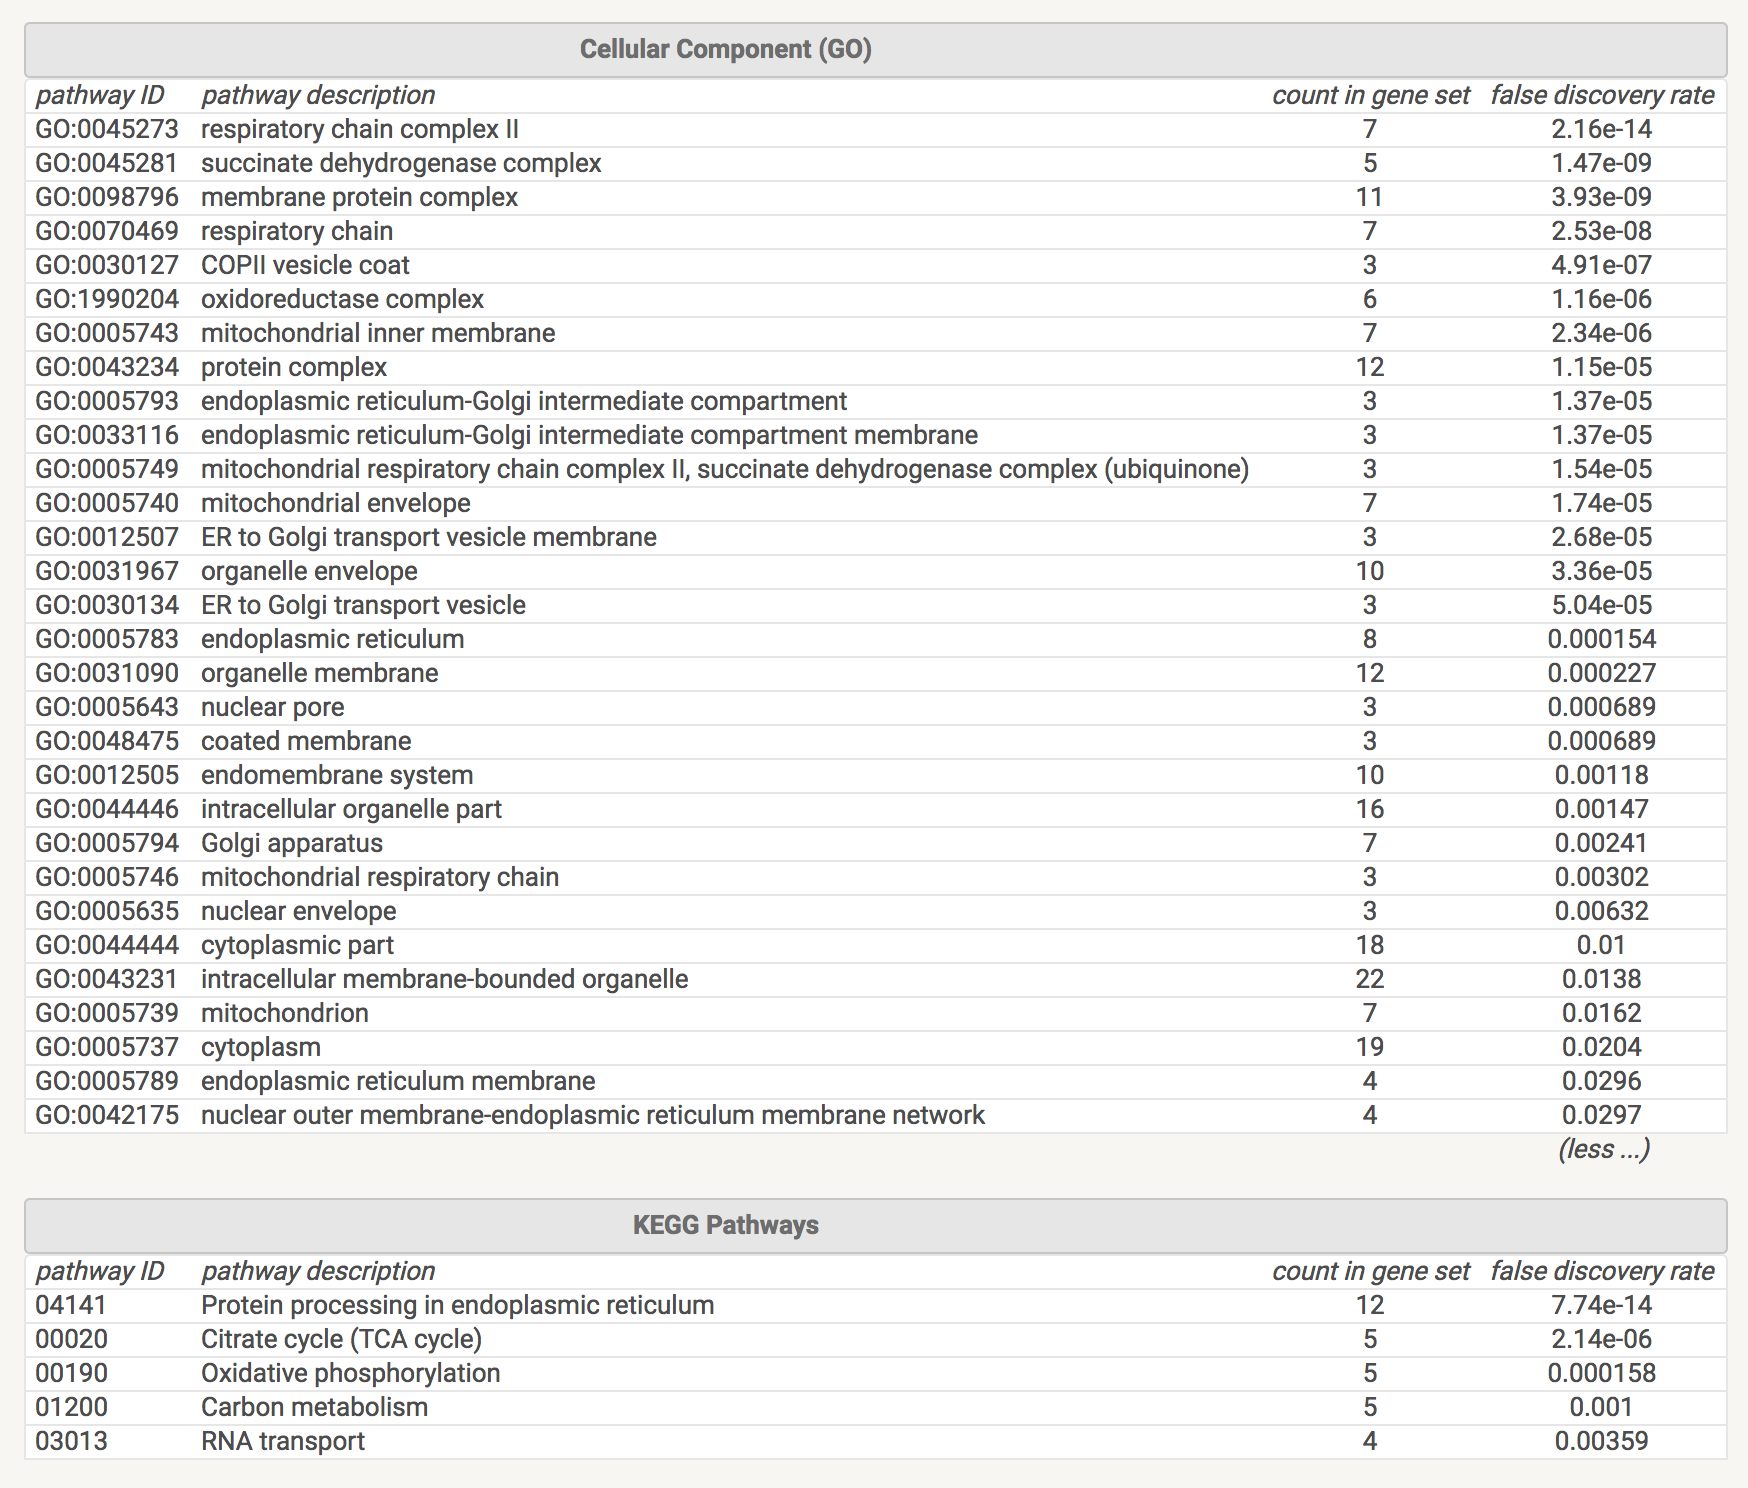 Cellular Component (GO)
pathway ID pathway description count in gene set false discovery rate
GO:0045273 respiratory chain complex II 7 2.16e-14
GO:0045281 succinate dehydrogenase complex 5 1.47e-09
GO:0098796 membrane protein complex 11 3.93e-09
GO:0070469 respiratory chain 7 2.53e-08
GO:0030127 COPII vesicle coat 3 4.91e-07
GO:1990204 oxidoreductase complex 6 1.16e-06
GO:0005743 mitochondrial inner membrane 7 2.34e-06
GO:0043234 protein complex 12 1.15e-05
GO:0005793 endoplasmic reticulum-Golgi intermediate compartment 3 1.37e-05
GO:0033116 endoplasmic reticulum-Golgi intermediate compartment membrane 3 1.37e-05
GO:0005749 mitochondrial respiratory chain complex II, succinate dehydrogenase complex (ubiquinone) 3 1.54e-05
GO:0005740 mitochondrial envelope 7 1.74e-05
GO:0012507 ER to Golgi transport vesicle membrane 3 2.68e-05
GO:0031967 organelle envelope 10 3.36e-05
GO:0030134 ER to Golgi transport vesicle 3 5.04e-05
GO:0005783 endoplasmic reticulum 8 0.000154
GO:0031090 organelle membrane 12 0.000227
GO:0005643 nuclear pore 3 0.000689
GO:0048475 coated membrane 3 0.000689
GO:0012505 endomembrane system 10 0.00118
GO:0044446 intracellular organelle part 16 0.00147
GO:0005794 Golgi apparatus 7 0.00241
GO:0005746 mitochondrial respiratory chain 3 0.00302
GO:0005635 nuclear envelope 3 0.00632
GO:0044444 cytoplasmic part 18 0.01
GO:0043231 intracellular membrane-bounded organelle 22 0.0138
GO:0005739 mitochondrion 7 0.0162
GO:0005737 cytoplasm 19 0.0204
GO:0005789 endoplasmic reticulum membrane 4 0.0296
GO:0042175 nuclear outer membrane-endoplasmic reticulum membrane network 4 0.0297
(less ...)
KEGG Pathways
pathway ID pathway description count in gene set false discovery rate
04141 Protein processing in endoplasmic reticulum 12 7.74e-14
00020 Citrate cycle (TCA cycle) 5 2.14e-06
00190 Oxidative phosphorylation 5 0.000158
01200 Carbon metabolism 5 0.001
03013 RNA transport 4 0.00359